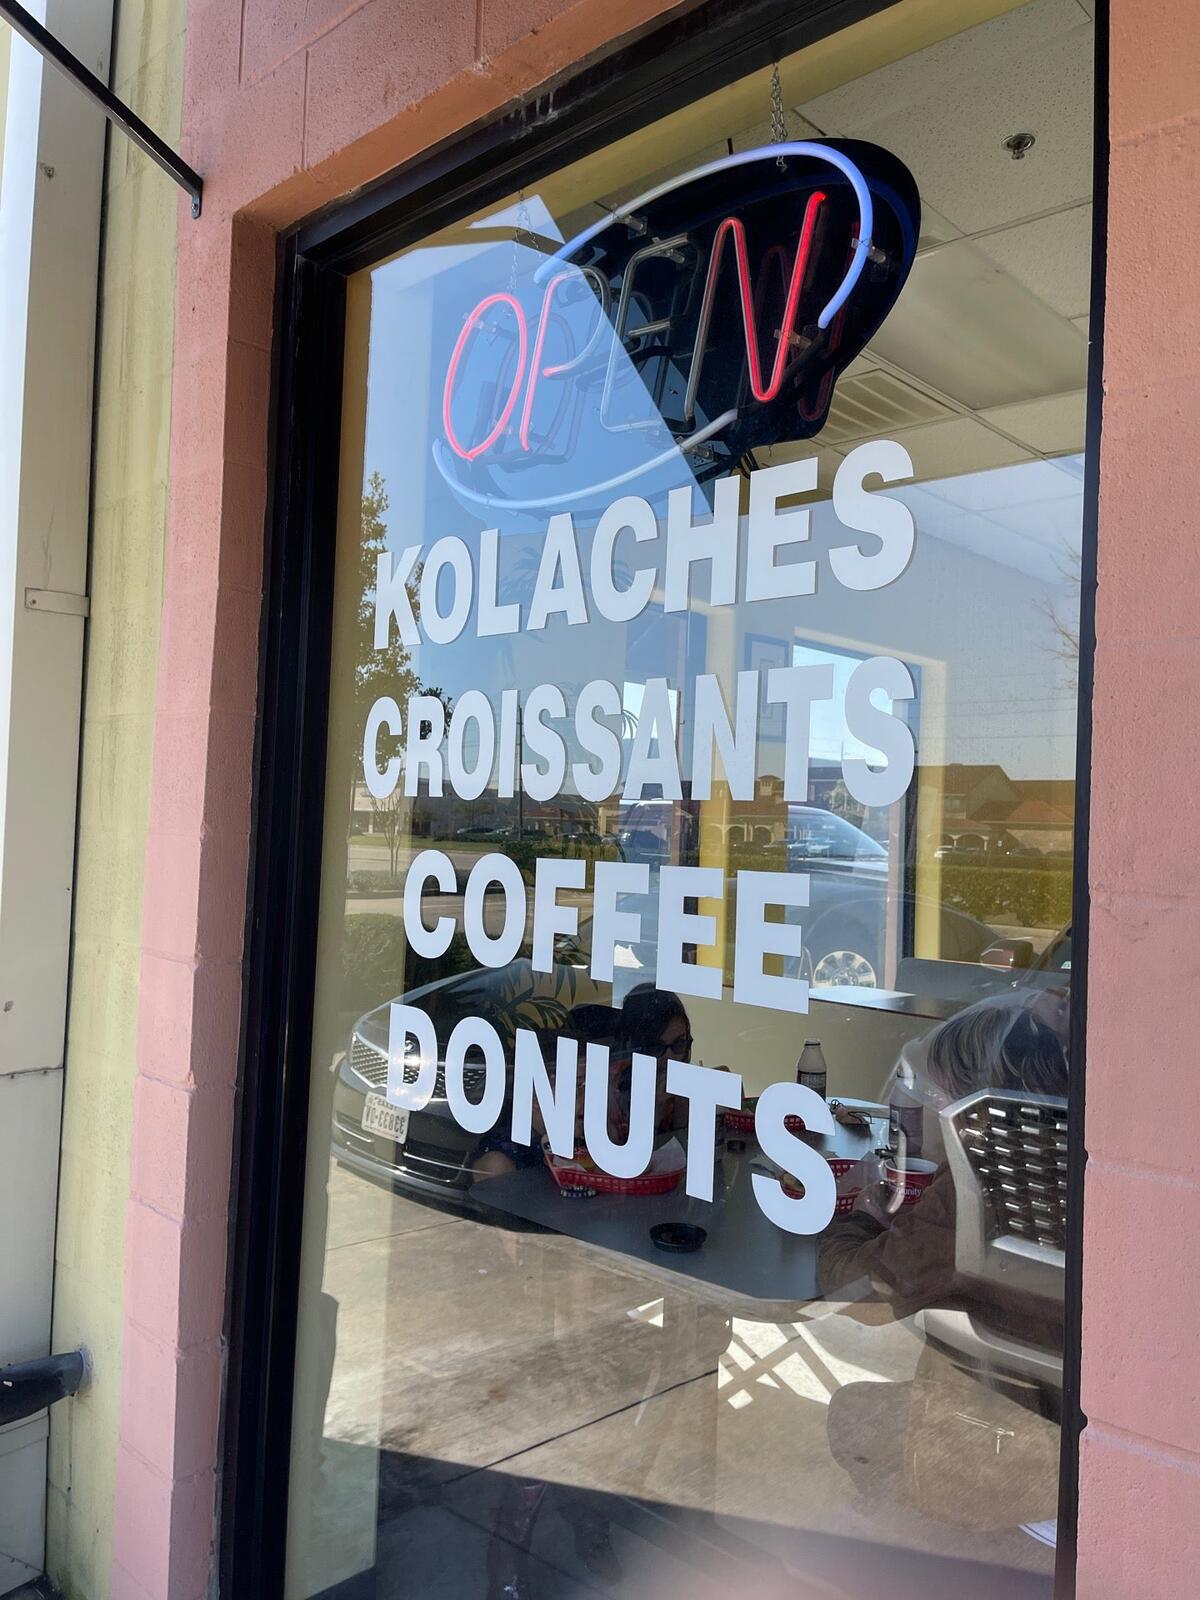 OPEN
KOLACHES
CROISSANTS
COFFEE
DONUTS